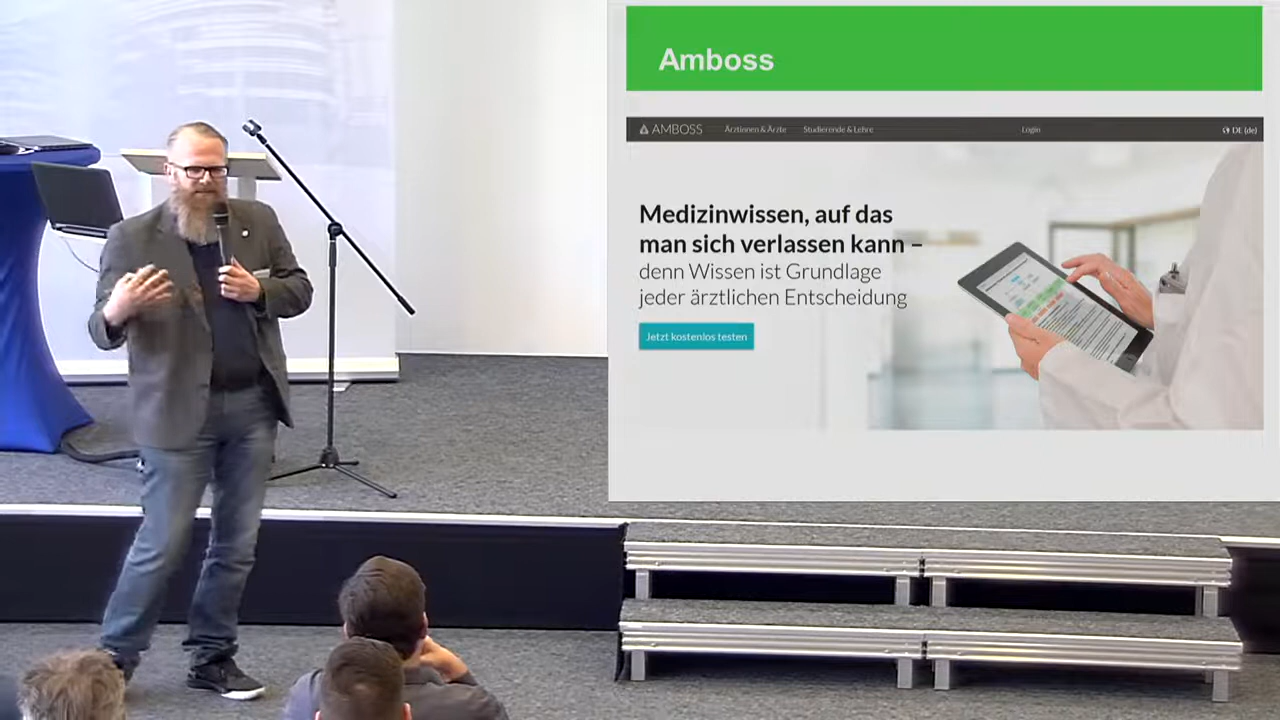 Amboss
AMBOSS Ärztinnen & Ärzte Studierende & Lehre Login DE (de)
Medizinwissen, auf das
man sich verlassen kann –
denn Wissen ist Grundlage
jeder ärztlichen Entscheidung
Jetzt kostenlos testen